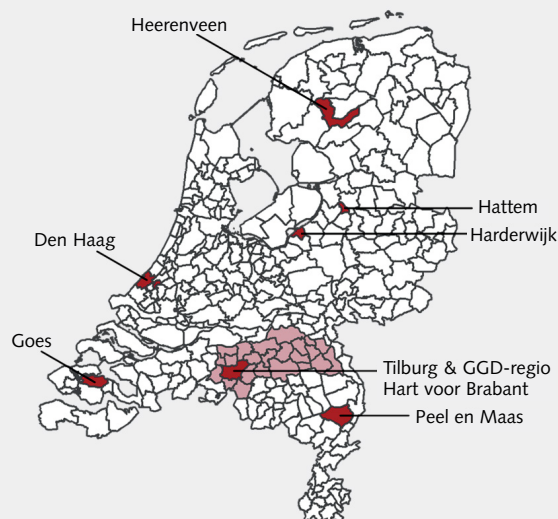 Heerenveen
Hattem
Harderwijk
Den Haag
Goes
Tilburg & GGD-regio
Hart voor Brabant
Peel en Maas